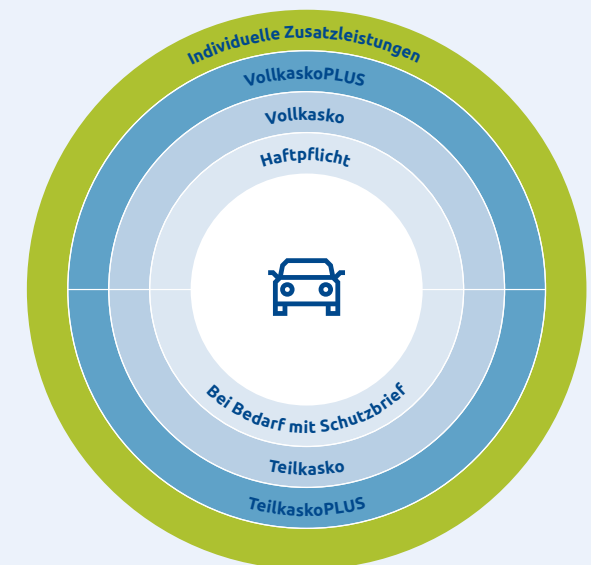 Individuelle Zusatzleistungen
VollkaskoPLUS
Vollkasko
Haftpflicht
Bei Bedarf mit Schutzbrief
Teilkasko
TeilkaskoPLUS